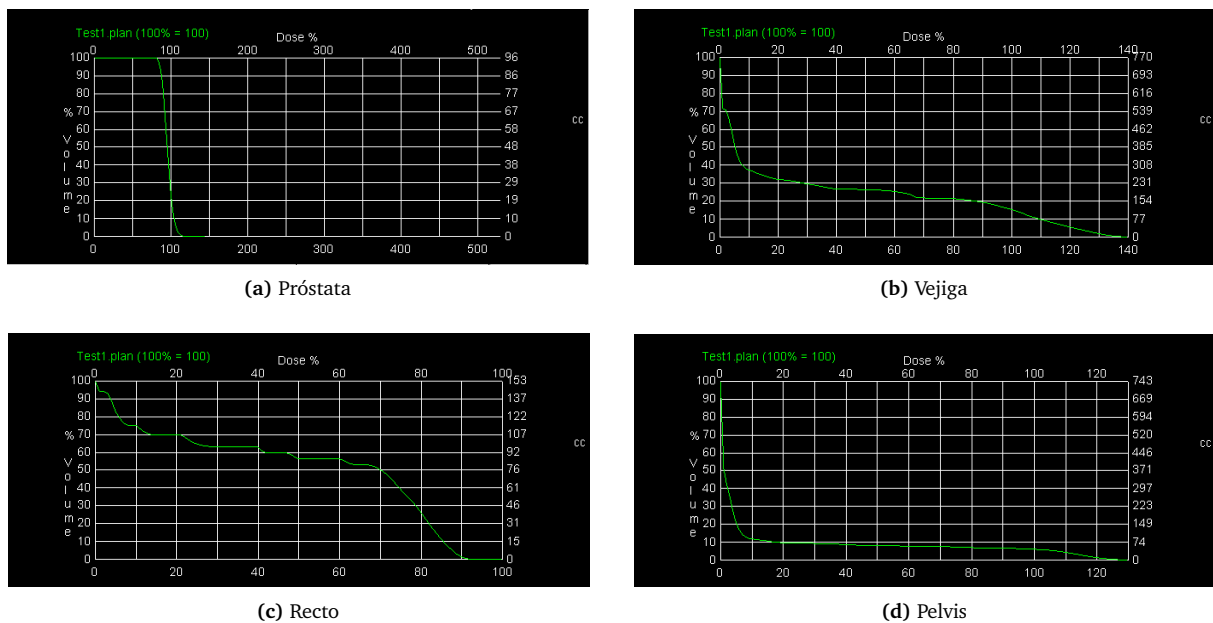 Test1.plan (100% = 100)
Dose %
0 100 200 300 400 500
100 90 80 70 60 50 40 30 20 10 0
% Volume
96 86 77 67 58 48 38 29 19 10 0
cc
0 100 200 300 400 500
(a) Próstata
Test1.plan (100% = 100)
Dose %
0 20 40 60 80 100 120 140
100 90 80 70 60 50 40 30 20 10 0
% Volume
770 693 616 539 462 385 308 231 154 77 0
cc
0 20 40 60 80 100 120 140
(b) Vejiga
Test1.plan (100% = 100)
Dose %
0 20 40 60 80 100
100 90 80 70 60 50 40 30 20 10 0
% Volume
153 137 122 107 92 76 61 46 31 15 0
cc
0 20 40 60 80 100
(c) Recto
Test1.plan (100% = 100)
Dose %
0 20 40 60 80 100 120
100 90 80 70 60 50 40 30 20 10 0
% Volume
743 669 594 520 446 371 297 223 149 74 0
cc
0 20 40 60 80 100 120
(d) Pelvis